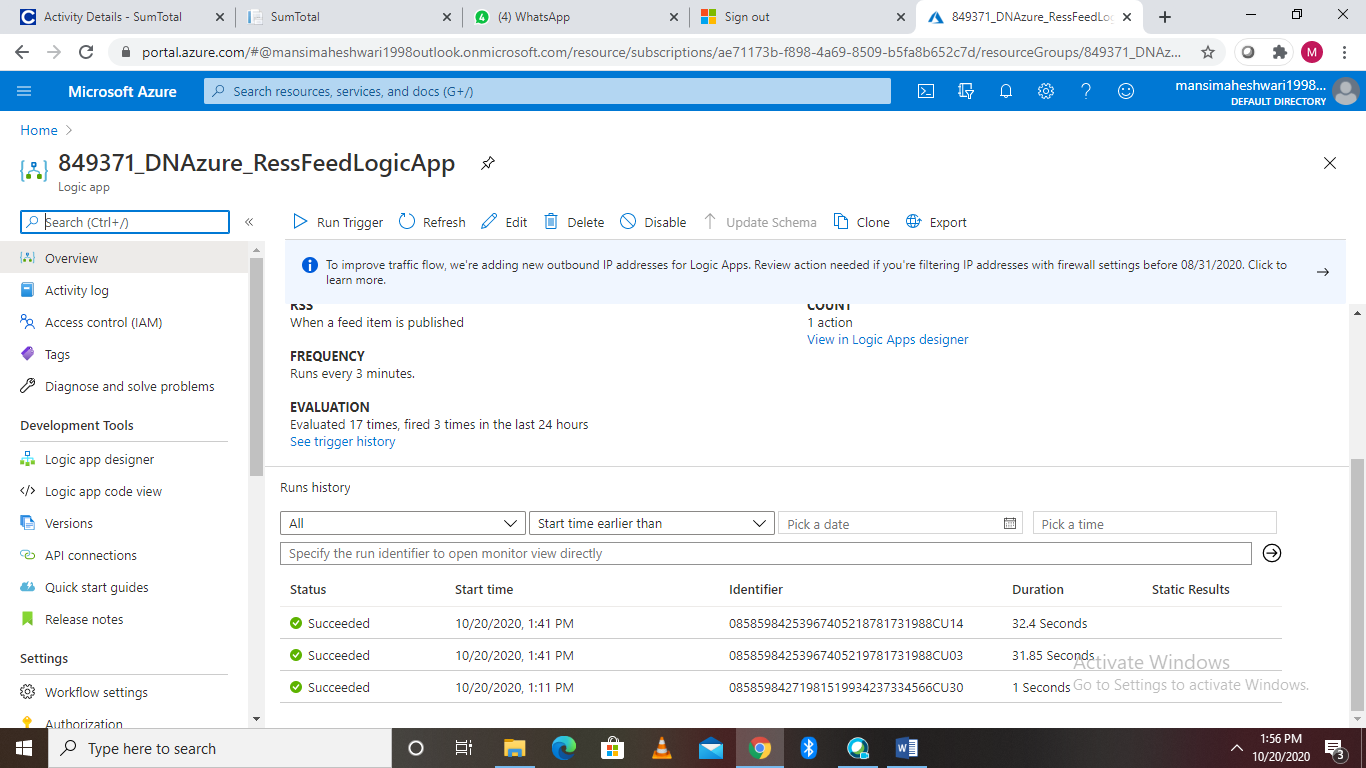 Activity Details - SumTotal
SumTotal
(4) WhatsApp
Sign out
849371_DNAzure_RessFeedLogic
portal.azure.com/#@mansimaheshwari1998outlook.onmicrosoft.com/resource/subscriptions/ae71173b-f898-4a69-8509-b5fa8b652c7d/resourceGroups/849371_DNAz...
M
Microsoft Azure
Search resources, services, and docs (G+/)
mansimaheshwari1998...
DEFAULT DIRECTORY
Home
849371_DNAzure_RessFeedLogicApp
Logic app
Search (Ctrl+/)
Run Trigger
Refresh
Edit
Delete
Disable
Update Schema
Clone
Export
Overview
Activity log
Access control (IAM)
Tags
Diagnose and solve problems
Development Tools
Logic app designer
Logic app code view
Versions
API connections
Quick start guides
Release notes
Settings
Workflow settings
Authorization
To improve traffic flow, we're adding new outbound IP addresses for Logic Apps. Review action needed if you're filtering IP addresses with firewall settings before 08/31/2020. Click to
learn more.
RSS
When a feed item is published
COUNT
1 action
View in Logic Apps designer
FREQUENCY
Runs every 3 minutes.
EVALUATION
Evaluated 17 times, fired 3 times in the last 24 hours
See trigger history
Runs history
All
Start time earlier than
Pick a date
Pick a time
Specify the run identifier to open monitor view directly
Status Start time Identifier Duration Static Results
Succeeded 10/20/2020, 1:41 PM 08585984253967405218781731988CU14 32.4 Seconds
Succeeded 10/20/2020, 1:41 PM 08585984253967405219781731988CU03 31.85 Seconds
Succeeded 10/20/2020, 1:11 PM 08585984271981519934237334566CU30 1 Seconds
Activate Windows
Go to Settings to activate Windows.
Type here to search
1:56 PM
10/20/2020
3